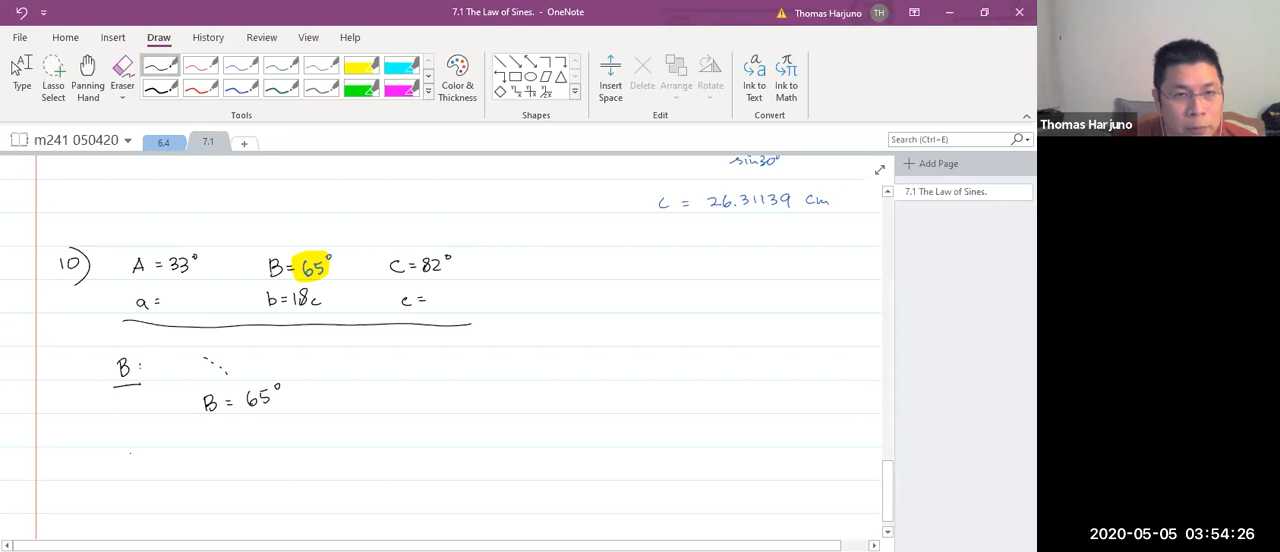 7.1 The Law of Sines. - OneNote
Thomas Harjuno TH
File Home Insert Draw History Review View Help
Type Lasso Select Panning Hand Eraser
Color & Thickness
Insert Space Delete Arrange Rotate
Ink to Text Ink to Math
Tools Shapes Edit Convert
m241 050420 6.4 7.1
Search (Ctrl+E)
Add Page
7.1 The Law of Sines.
Thomas Harjuno
sin30°
c = 26.31139 cm
10) A = 33° B = 65° C = 82°
a = b = 18c c =
B :
B = 65°
2020-05-05 03:54:26